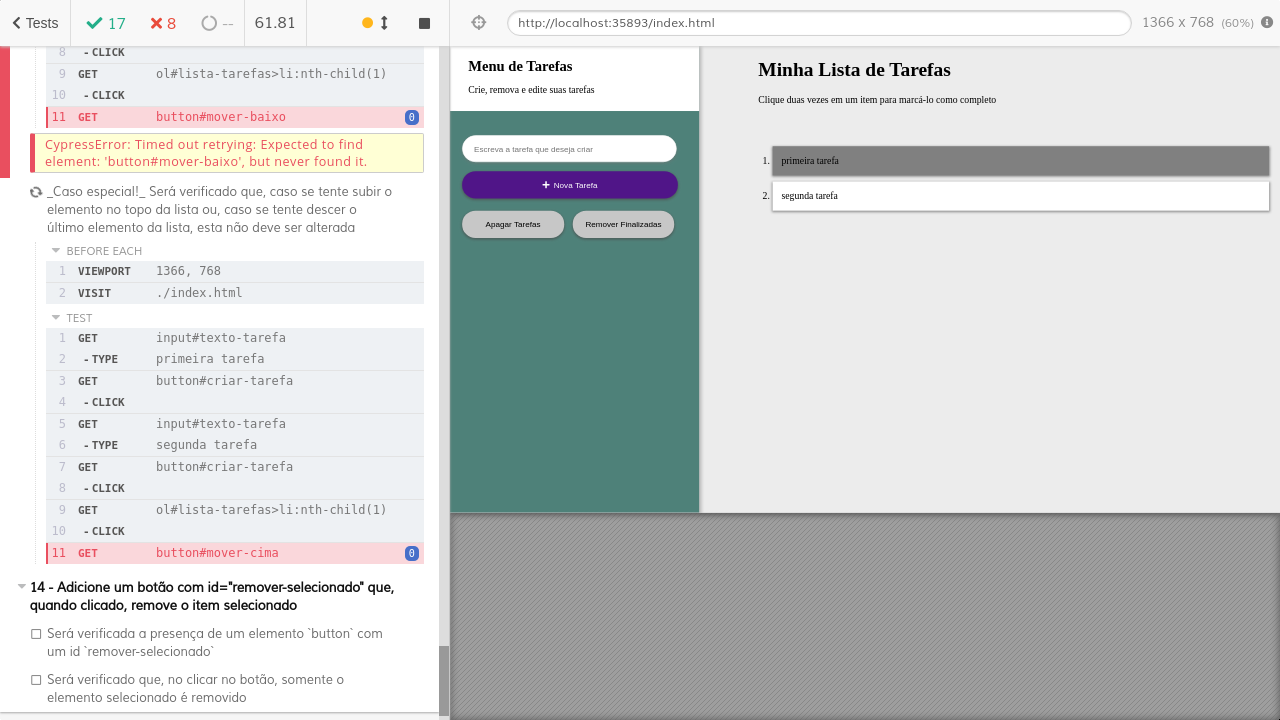 Tests
17
8
--
61.81
http://localhost:35893/index.html
1366 x 768 (60%)
8 - CLICK
9 GET ol#lista-tarefas>li:nth-child(1)
10 - CLICK
11 GET button#mover-baixo 0
CypressError: Timed out retrying: Expected to find
element: 'button#mover-baixo', but never found it.
_Caso especial!_ Será verificado que, caso se tente subir o
elemento no topo da lista ou, caso se tente descer o
último elemento da lista, esta não deve ser alterada
BEFORE EACH
1 VIEWPORT 1366, 768
2 VISIT ./index.html
TEST
1 GET input#texto-tarefa
2 - TYPE primeira tarefa
3 GET button#criar-tarefa
4 - CLICK
5 GET input#texto-tarefa
6 - TYPE segunda tarefa
7 GET button#criar-tarefa
8 - CLICK
9 GET ol#lista-tarefas>li:nth-child(1)
10 - CLICK
11 GET button#mover-cima 0
14 - Adicione um botão com id="remover-selecionado" que,
quando clicado, remove o item selecionado
Será verificada a presença de um elemento `button` com
um id `remover-selecionado`
Será verificado que, no clicar no botão, somente o
elemento selecionado é removido
Menu de Tarefas
Crie, remova e edite suas tarefas
Escreva a tarefa que deseja criar
+ Nova Tarefa
Apagar Tarefas
Remover Finalizadas
Minha Lista de Tarefas
Clique duas vezes em um item para marcá-lo como completo
1. primeira tarefa
2. segunda tarefa